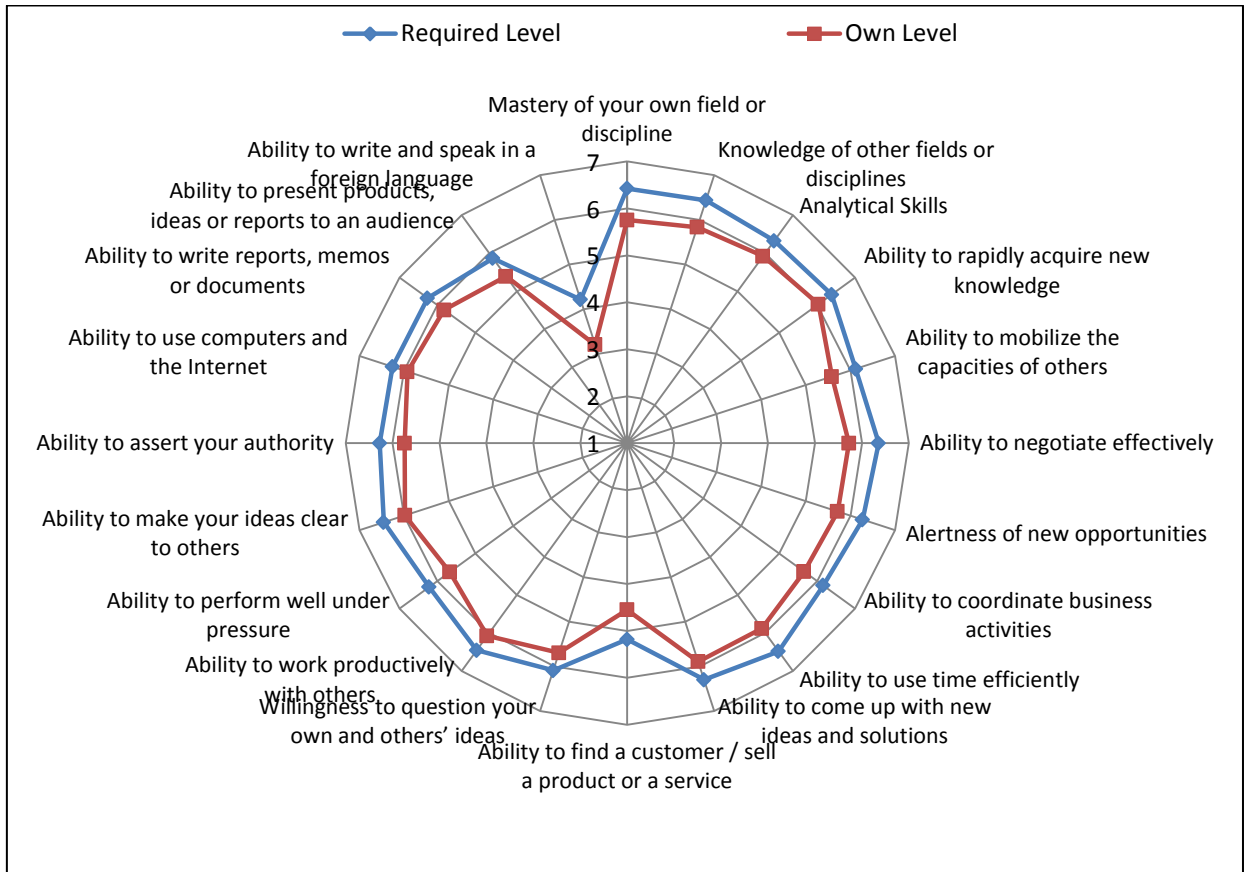 Required Level
Own Level
Mastery of your own field or
discipline
Knowledge of other fields or
disciplines
Analytical Skills
Ability to rapidly acquire new
knowledge
Ability to mobilize the
capacities of others
Ability to negotiate effectively
Alertness of new opportunities
Ability to coordinate business
activities
Ability to use time efficiently
Ability to come up with new
ideas and solutions
Ability to find a customer / sell
a product or a service
Willingness to question your
own and others’ ideas
Ability to work productively
with others
Ability to perform well under
pressure
Ability to make your ideas clear
to others
Ability to assert your authority
Ability to use computers and
the Internet
Ability to write reports, memos
or documents
Ability to present products,
ideas or reports to an audience
Ability to write and speak in a
foreign language
7
6
5
4
3
2
1